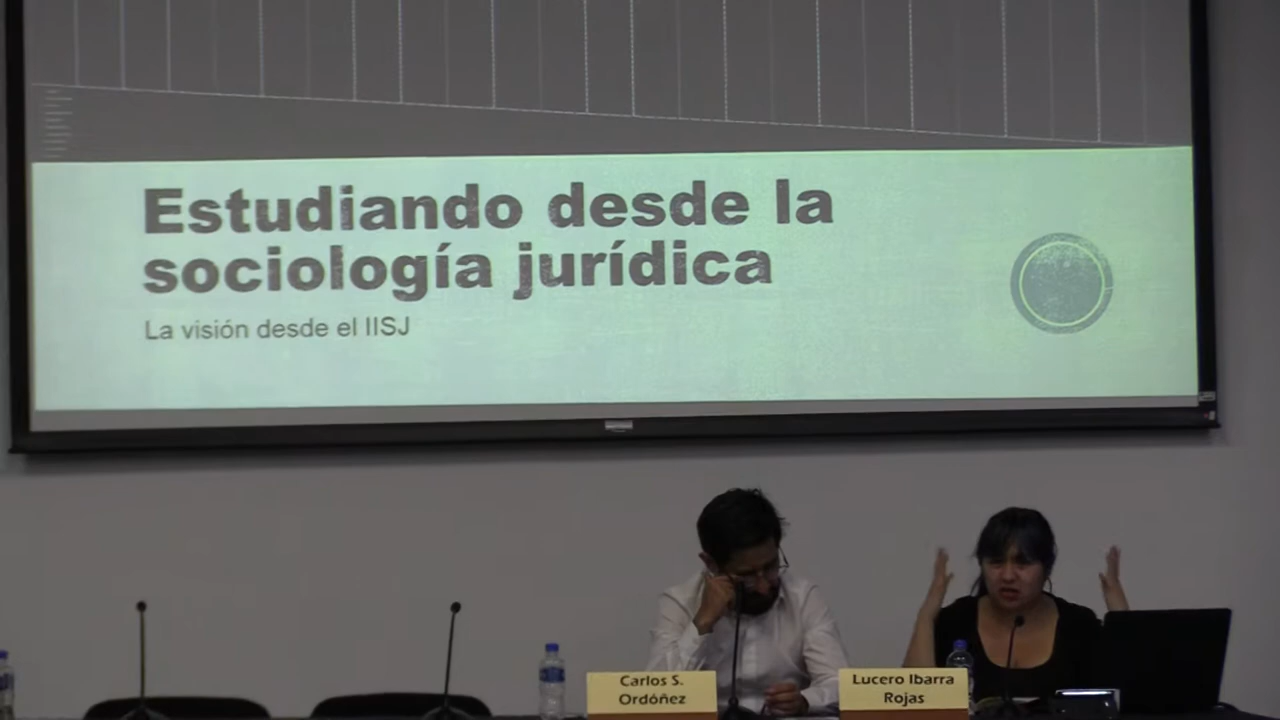 Estudiando desde la
sociología jurídica
La visión desde el IISJ
Carlos S.
Ordóñez
Lucero Ibarra
Rojas